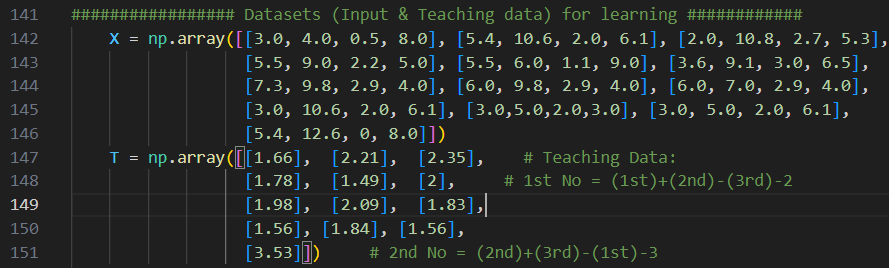 141 ################# Datasets (Input & Teaching data) for learning ############
142 X = np.array([[3.0, 4.0, 0.5, 8.0], [5.4, 10.6, 2.0, 6.1], [2.0, 10.8, 2.7, 5.3],
143 [5.5, 9.0, 2.2, 5.0], [5.5, 6.0, 1.1, 9.0], [3.6, 9.1, 3.0, 6.5],
144 [7.3, 9.8, 2.9, 4.0], [6.0, 9.8, 2.9, 4.0], [6.0, 7.0, 2.9, 4.0],
145 [3.0, 10.6, 2.0, 6.1], [3.0,5.0,2.0,3.0], [3.0, 5.0, 2.0, 6.1],
146 [5.4, 12.6, 0, 8.0]])
147 T = np.array([[1.66], [2.21], [2.35], # Teaching Data:
148 [1.78], [1.49], [2], # 1st No = (1st)+(2nd)-(3rd)-2
149 [1.98], [2.09], [1.83],
150 [1.56], [1.84], [1.56],
151 [3.53]]) # 2nd No = (2nd)+(3rd)-(1st)-3